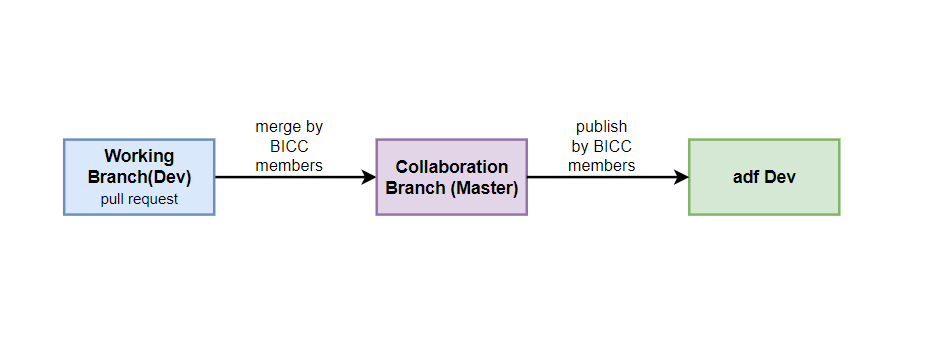 Working
Branch(Dev)
pull request
merge by
BICC
members
Collaboration
Branch (Master)
publish
by BICC
members
adf Dev